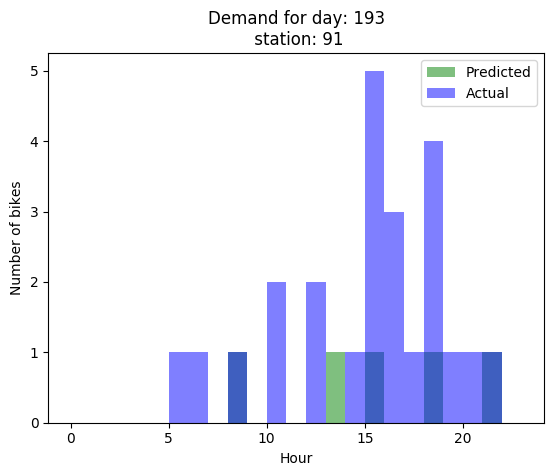 Demand for day: 193
station: 91
Predicted
Actual
Number of bikes
5
4
3
2
1
0
0
5
10
15
20
Hour